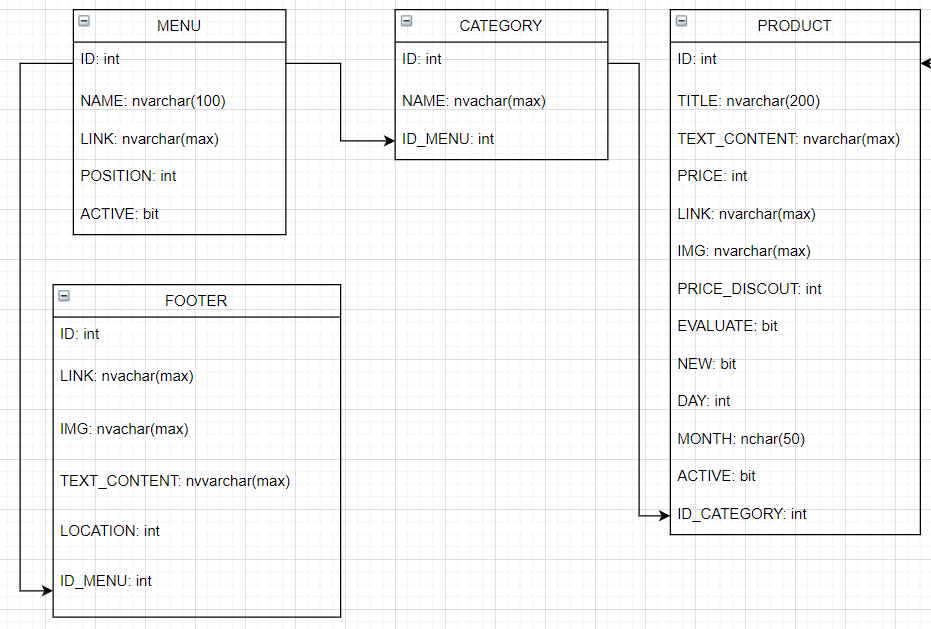 MENU
ID: int
NAME: nvarchar(100)
LINK: nvarchar(max)
POSITION: int
ACTIVE: bit
CATEGORY
ID: int
NAME: nvachar(max)
ID_MENU: int
PRODUCT
ID: int
TITLE: nvarchar(200)
TEXT_CONTENT: nvarchar(max)
PRICE: int
LINK: nvarchar(max)
IMG: nvarchar(max)
PRICE_DISCOUT: int
EVALUATE: bit
NEW: bit
DAY: int
MONTH: nchar(50)
ACTIVE: bit
ID_CATEGORY: int
FOOTER
ID: int
LINK: nvachar(max)
IMG: nvachar(max)
TEXT_CONTENT: nvvarchar(max)
LOCATION: int
ID_MENU: int